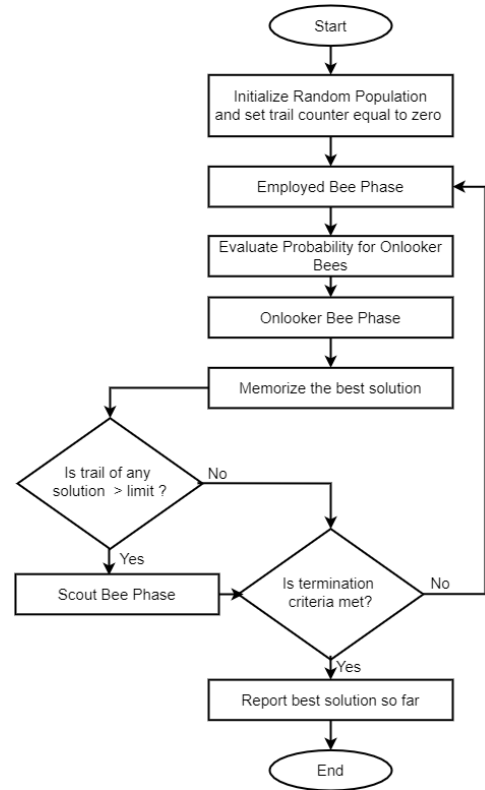 Start
Initialize Random Population
and set trail counter equal to zero
Employed Bee Phase
Evaluate Probability for Onlooker
Bees
Onlooker Bee Phase
Memorize the best solution
Is trail of any
solution > limit ?
No
Yes
Scout Bee Phase
Is termination
criteria met?
No
Yes
Report best solution so far
End